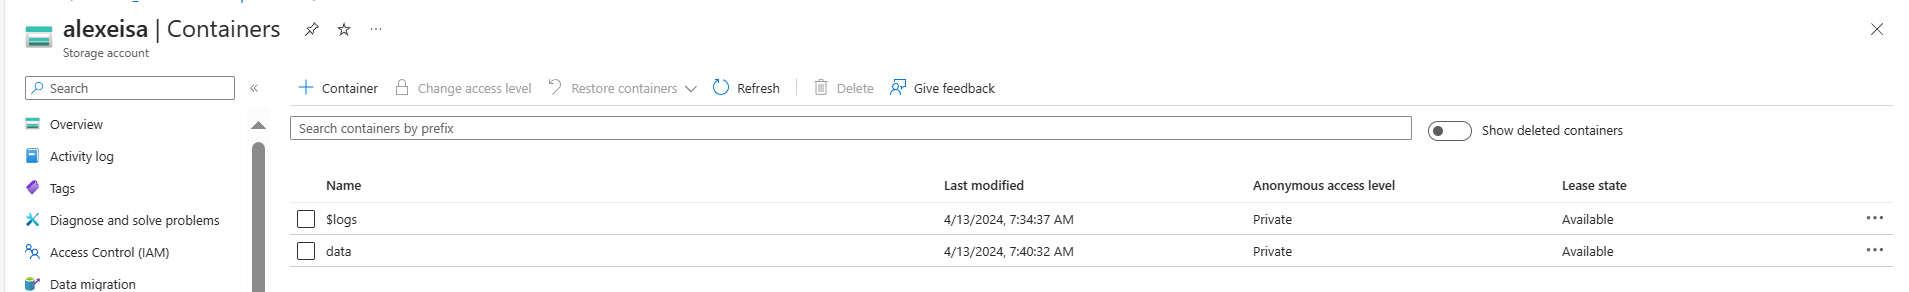 alexeisa | Containers
Storage account
Search
Container Change access level Restore containers Refresh Delete Give feedback
Overview
Activity log
Tags
Diagnose and solve problems
Access Control (IAM)
Data migration
Search containers by prefix
Show deleted containers
Name Last modified Anonymous access level Lease state
$logs 4/13/2024, 7:34:37 AM Private Available
data 4/13/2024, 7:40:32 AM Private Available